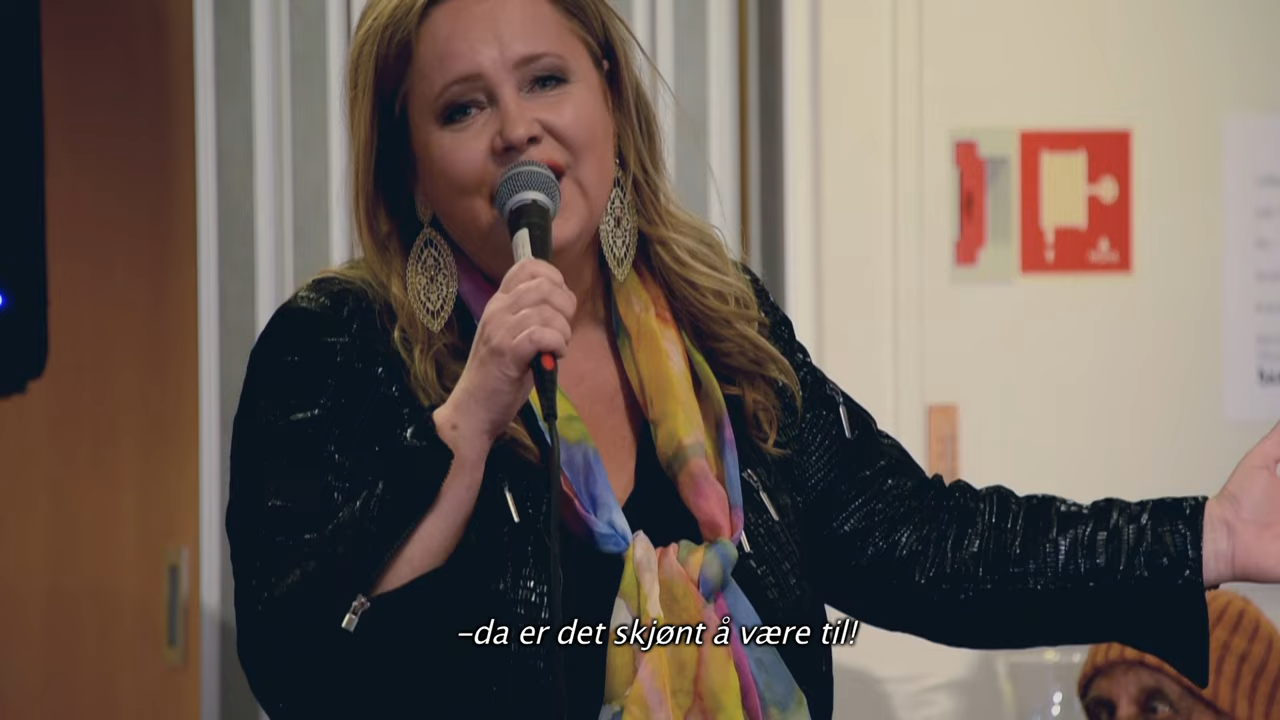 –da er det skjønt å være til!